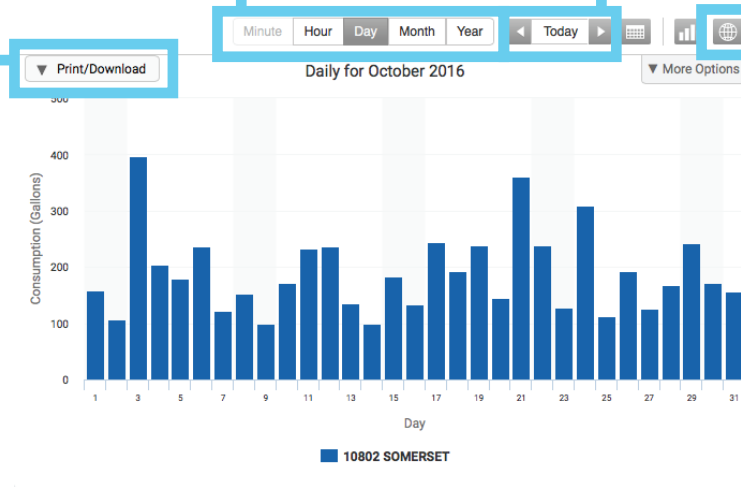 Minute Hour Day Month Year Today
Print/Download
Daily for October 2016
More Options
500
400
300
200
100
0
Consumption (Gallons)
1 3 5 7 9 11 13 15 17 19 21 23 25 27 29 31
Day
10802 SOMERSET